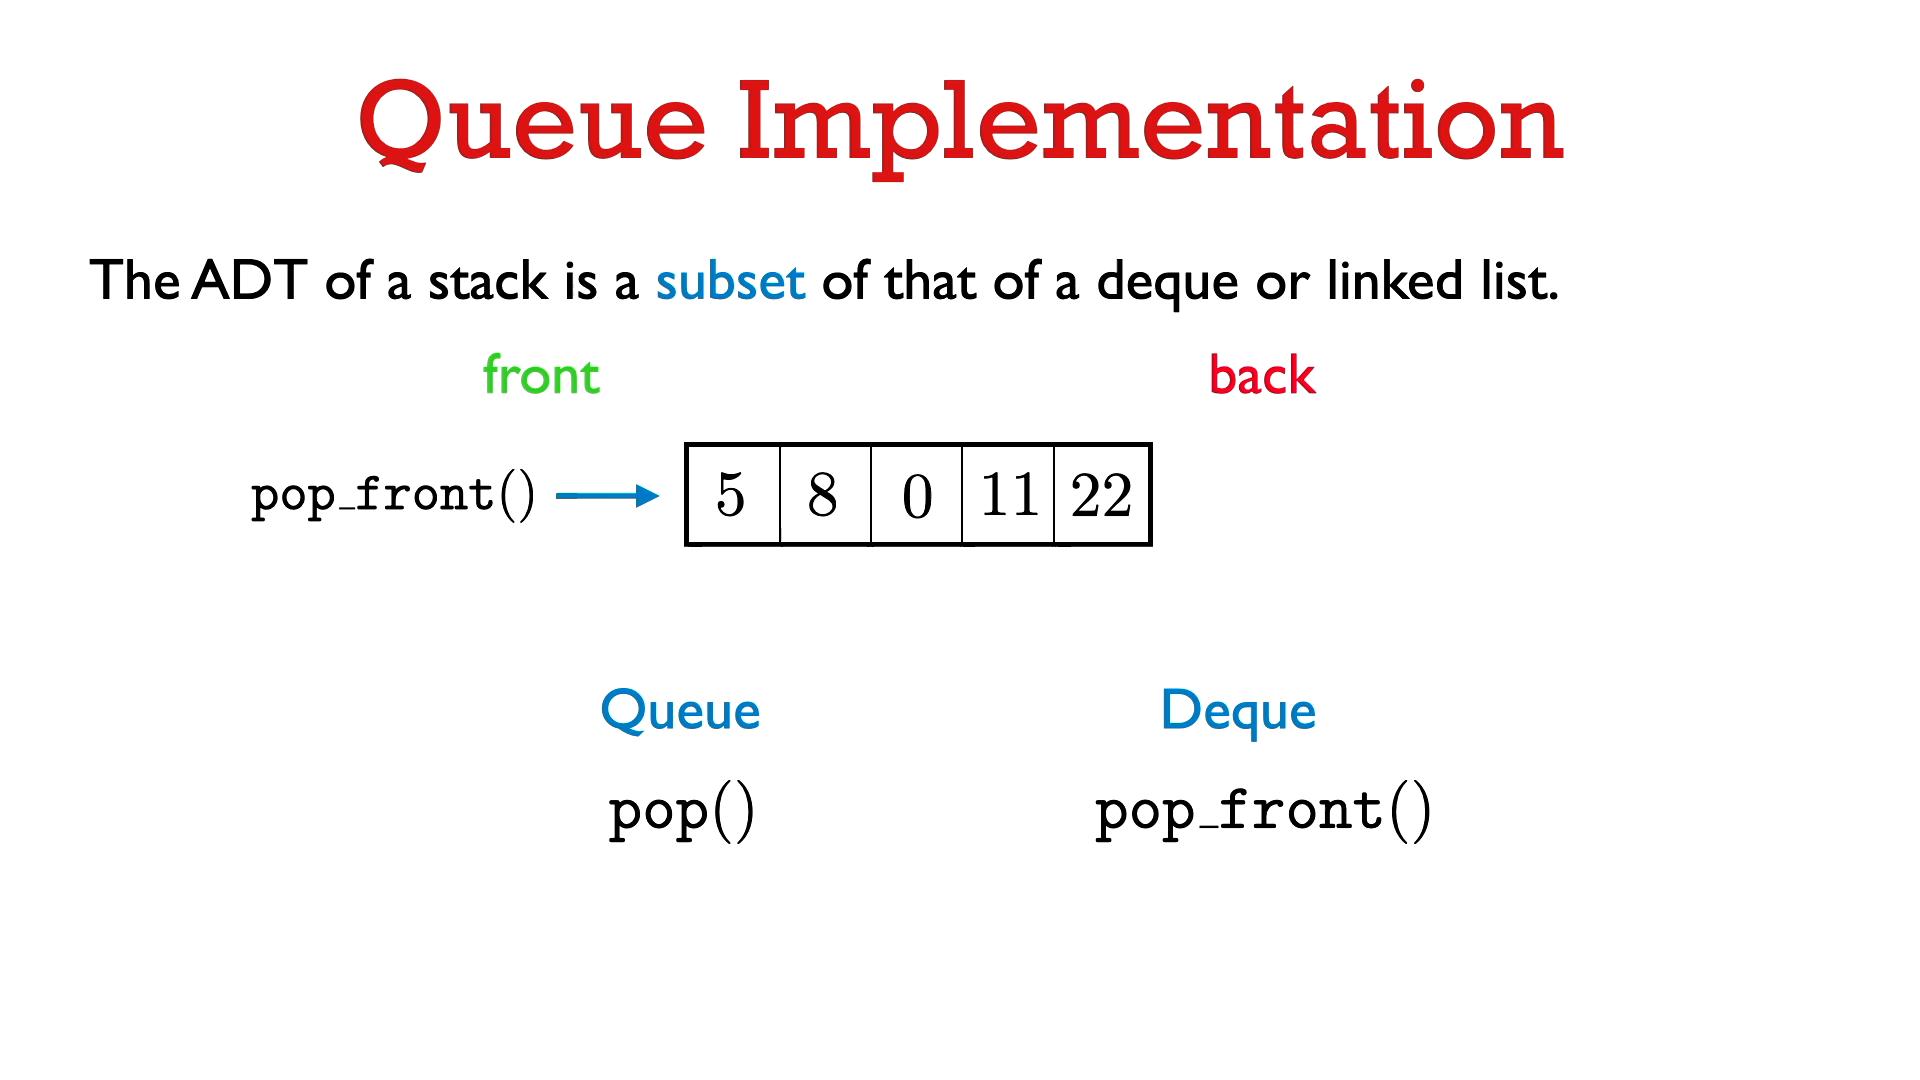 Queue Implementation
The ADT of a stack is a subset of that of a deque or linked list.
front back
pop_front() 5 8 0 11 22
Queue Deque
pop() pop_front()